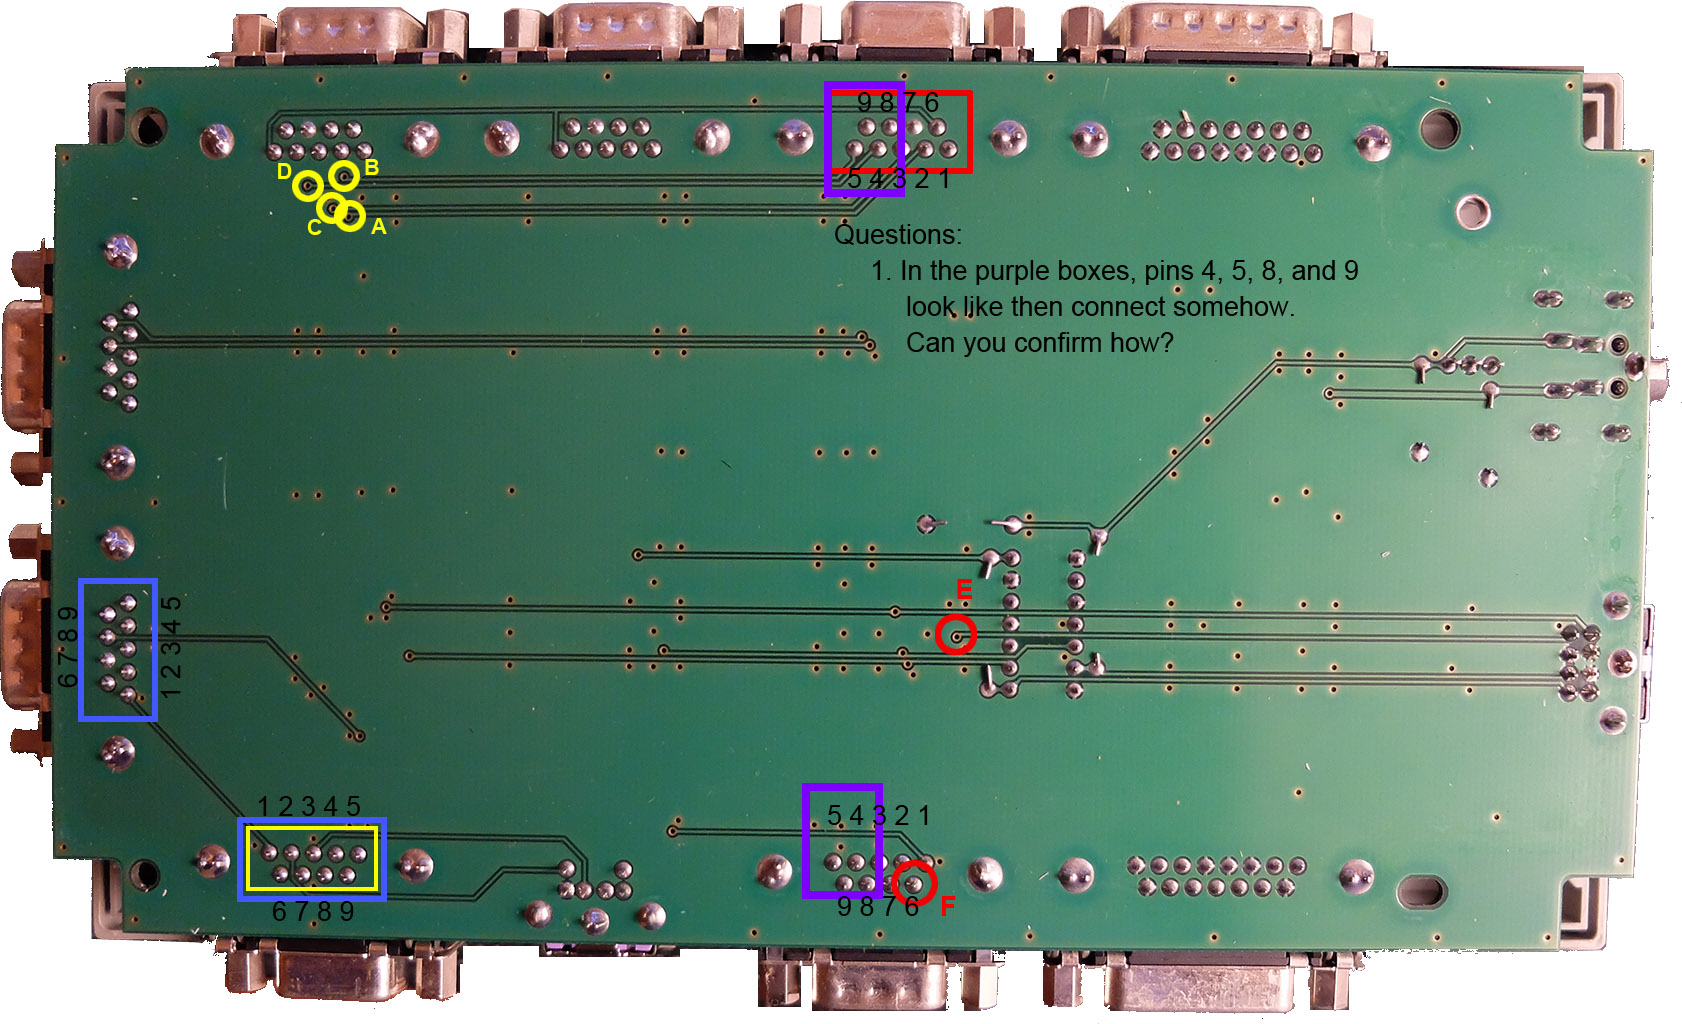 9 8 7 6
D
B
5 4 3 2 1
C
A
Questions:
1. In the purple boxes, pins 4, 5, 8, and 9
look like then connect somehow.
Can you confirm how?
E
6 7 8 9
1 2 3 4 5
1 2 3 4 5
5 4 3 2 1
6 7 8 9
9 8 7 6
F